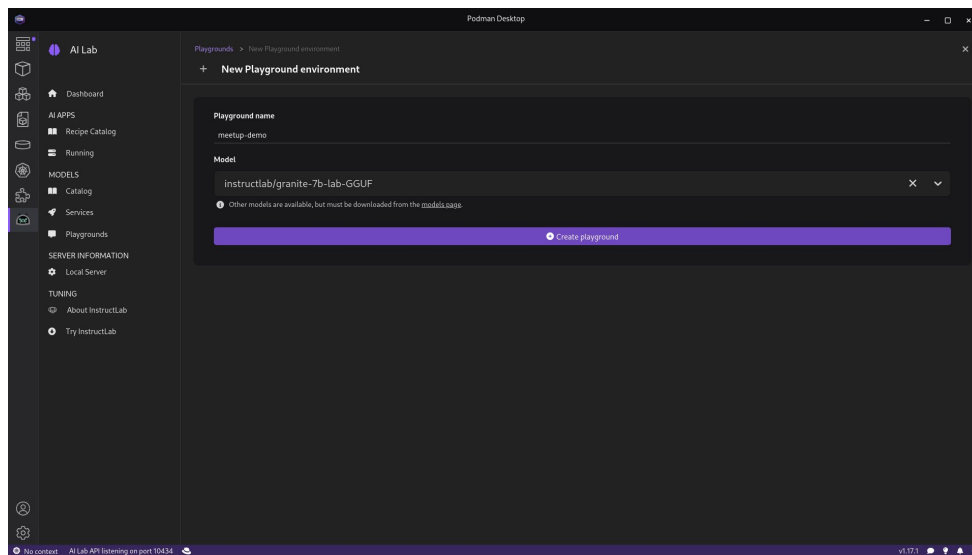 Podman Desktop
AI Lab
Playgrounds > New Playground environment
+ New Playground environment
Dashboard
AI APPS
Recipe Catalog
Running
MODELS
Catalog
Services
Playgrounds
SERVER INFORMATION
Local Server
TUNING
About InstructLab
Try InstructLab
Playground name
meetup-demo
Model
instructlab/granite-7b-lab-GGUF
Other models are available, but must be downloaded from the models page.
Create playground
No context AI Lab API listening on port 10434 v1.17.1